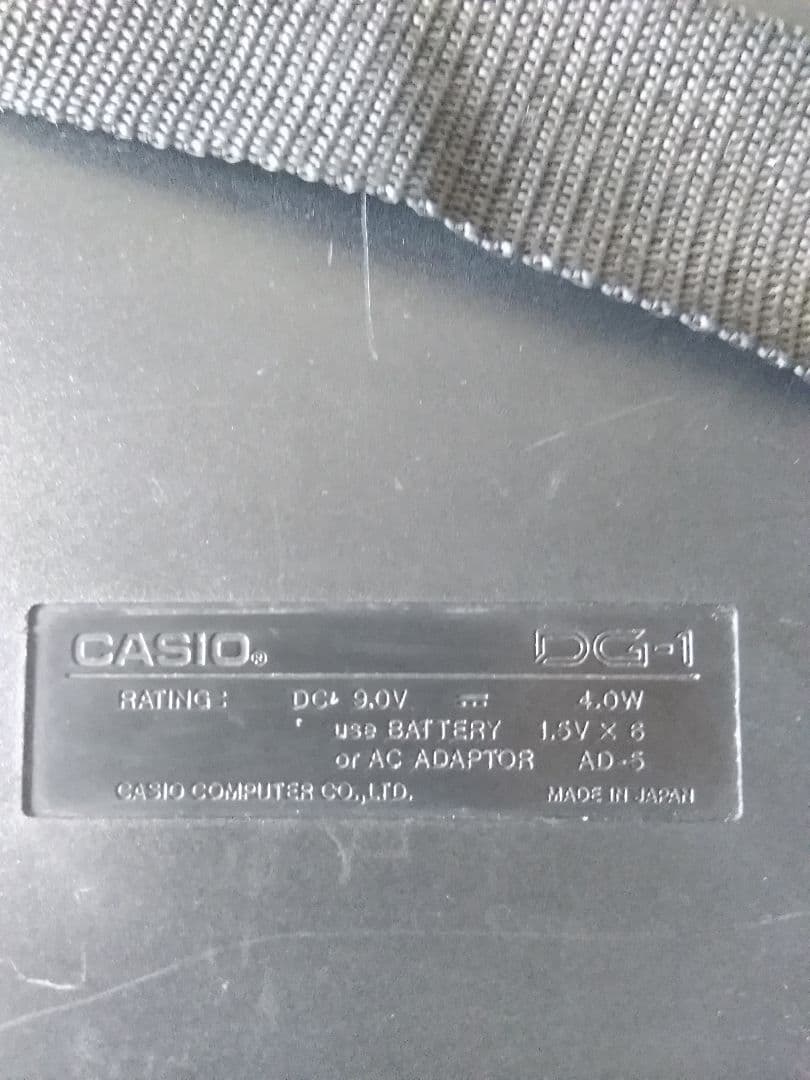 CASIO® DG-1
RATING: DC 9.0V ⎓ 4.0W
use BATTERY 1.5V X 6
or AC ADAPTOR AD-5
CASIO COMPUTER CO.,LTD. MADE IN JAPAN